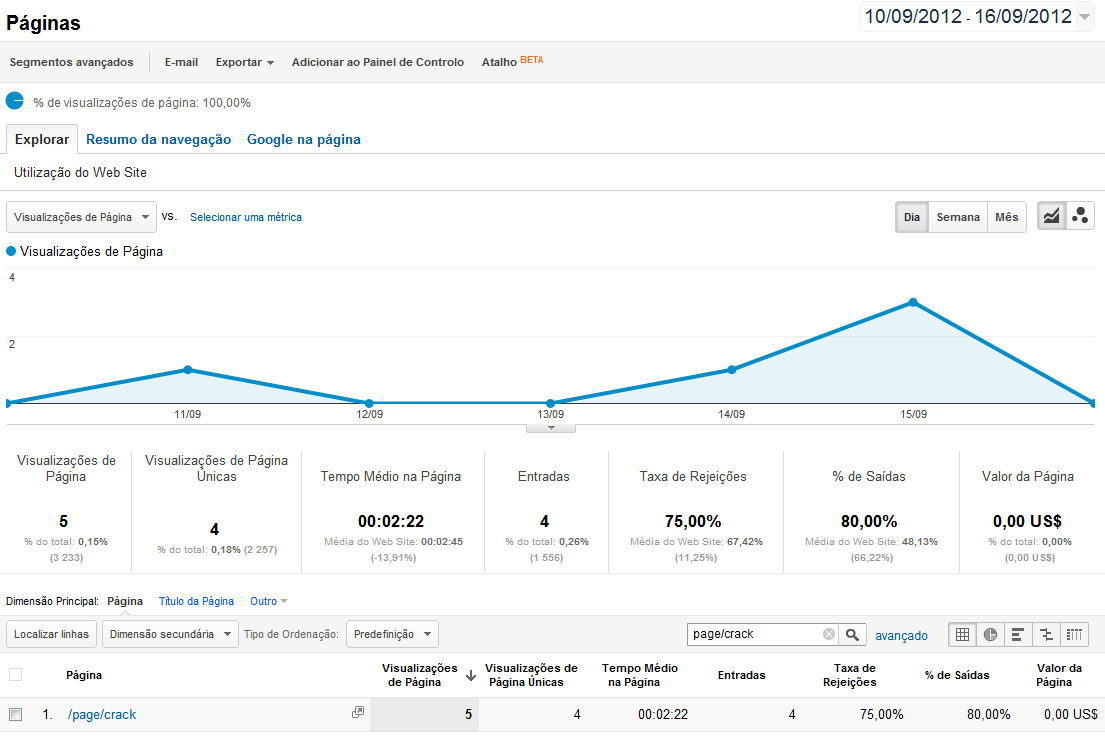 Páginas
10/09/2012 - 16/09/2012
Segmentos avançados E-mail Exportar Adicionar ao Painel de Controlo Atalho BETA
% de visualizações de página: 100,00%
Explorar Resumo da navegação Google na página
Utilização do Web Site
Visualizações de Página vs. Selecionar uma métrica Dia Semana Mês
Visualizações de Página
4
2
11/09 12/09 13/09 14/09 15/09
Visualizações de Página
5
% do total: 0,15% (3 233)
Visualizações de Página Únicas
4
% do total: 0,18% (2 257)
Tempo Médio na Página
00:02:22
Média do Web Site: 00:02:45 (-13,91%)
Entradas
4
% do total: 0,26% (1 556)
Taxa de Rejeições
75,00%
Média do Web Site: 67,42% (11,25%)
% de Saídas
80,00%
Média do Web Site: 48,13% (66,22%)
Valor da Página
0,00 US$
% do total: 0,00% (0,00 US$)
Dimensão Principal: Página Título da Página Outro
Localizar linhas Dimensão secundária Tipo de Ordenação: Predefinição page/crack avançado
Página Visualizações de Página Visualizações de Página Únicas Tempo Médio na Página Entradas Taxa de Rejeições % de Saídas Valor da Página
1. /page/crack 5 4 00:02:22 4 75,00% 80,00% 0,00 US$